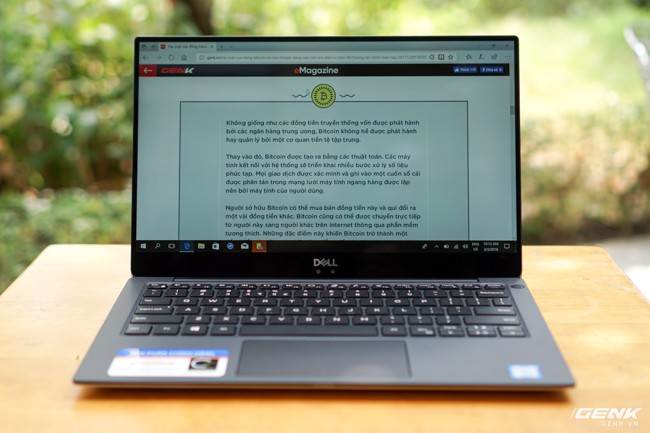 GENK
eMagazine
Không giống như các đồng tiền truyền thống vốn được phát hành
bởi các ngân hàng trung ương, Bitcoin không hề được phát hành
hay quản lý bởi một cơ quan tiền tệ tập trung.
Thay vào đó, Bitcoin được tạo ra bằng các thuật toán. Các máy
tính kết nối với hệ thống sẽ triển khai nhiều bước xử lý số liệu
phức tạp. Mọi giao dịch được xác minh và ghi vào một cuốn sổ cái
được phân tán trong mạng lưới máy tính ngang hàng được lập
nên bởi máy tính của người dùng.
Người sở hữu Bitcoin có thể mua bán đồng tiền này và quỉ đổi ra
một vài đồng tiền khác. Bitcoin cũng có thể được chuyển trực tiếp
từ người này sang người khác trên Internet thông qua phần mềm
tương thích. Những đặc điểm này khiến Bitcoin trở thành một
DELL
GENK
GENK.VN